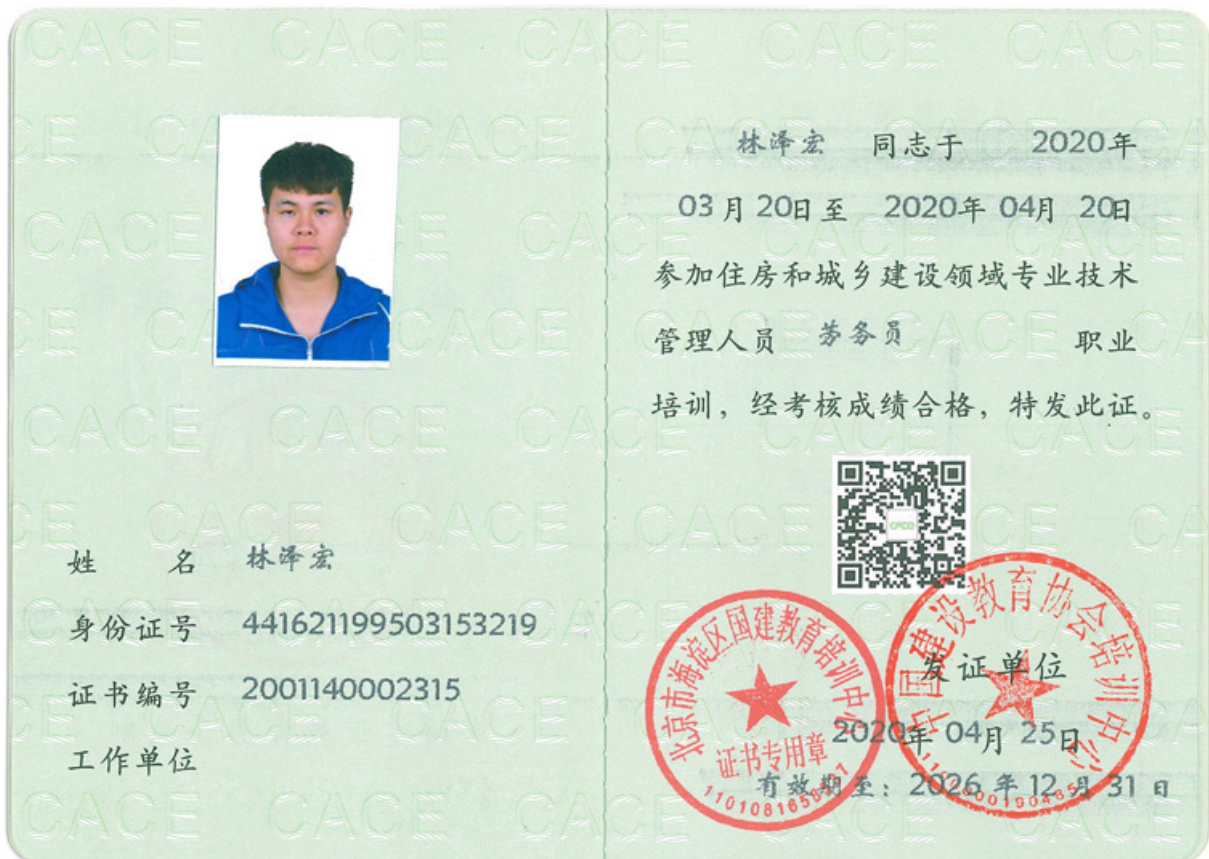 姓 名 林泽宏
身份证号 441621199503153219
证书编号 2001140002315
工作单位
林泽宏 同志于 2020年
03月20日至 2020年04月20日
参加住房和城乡建设领域专业技术
管理人员 劳务员 职业
培训，经考核成绩合格，特发此证。
北京市海淀区国建教育培训中心
证书专用章
中国建设教育协会培训中心
发证单位
2020年04月25日
有效期至：2026年12月31日
CACE